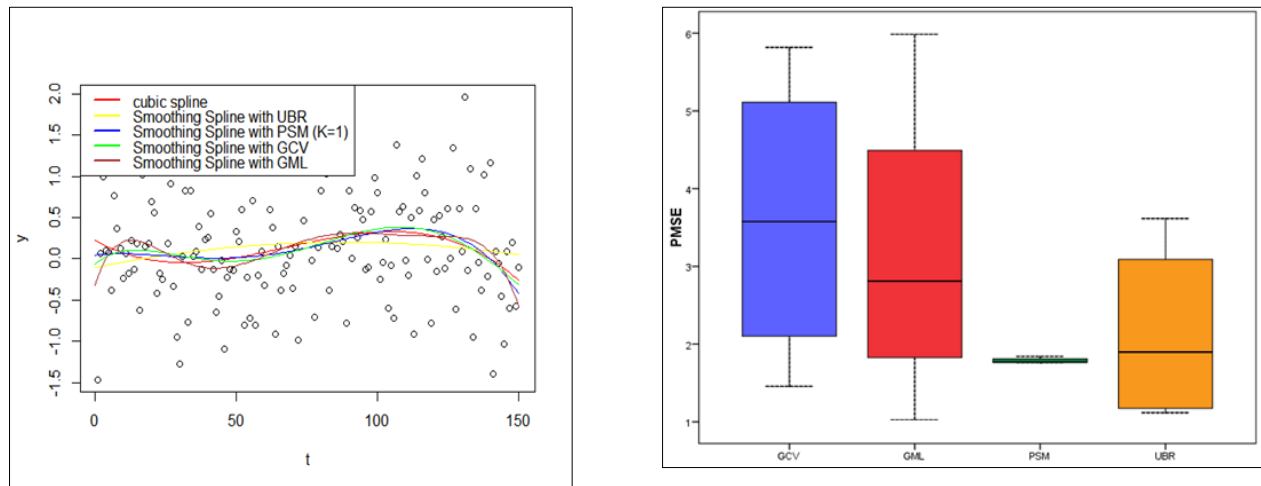 2.0
1.5
1.0
0.5
0.0
-0.5
-1.0
-1.5
y
cubic spline
Smoothing Spline with UBR
Smoothing Spline with PSM (K=1)
Smoothing Spline with GCV
Smoothing Spline with GML
0 50 100 150
t
6
5
4
3
2
1
PMSE
GCV GML PSM UBR